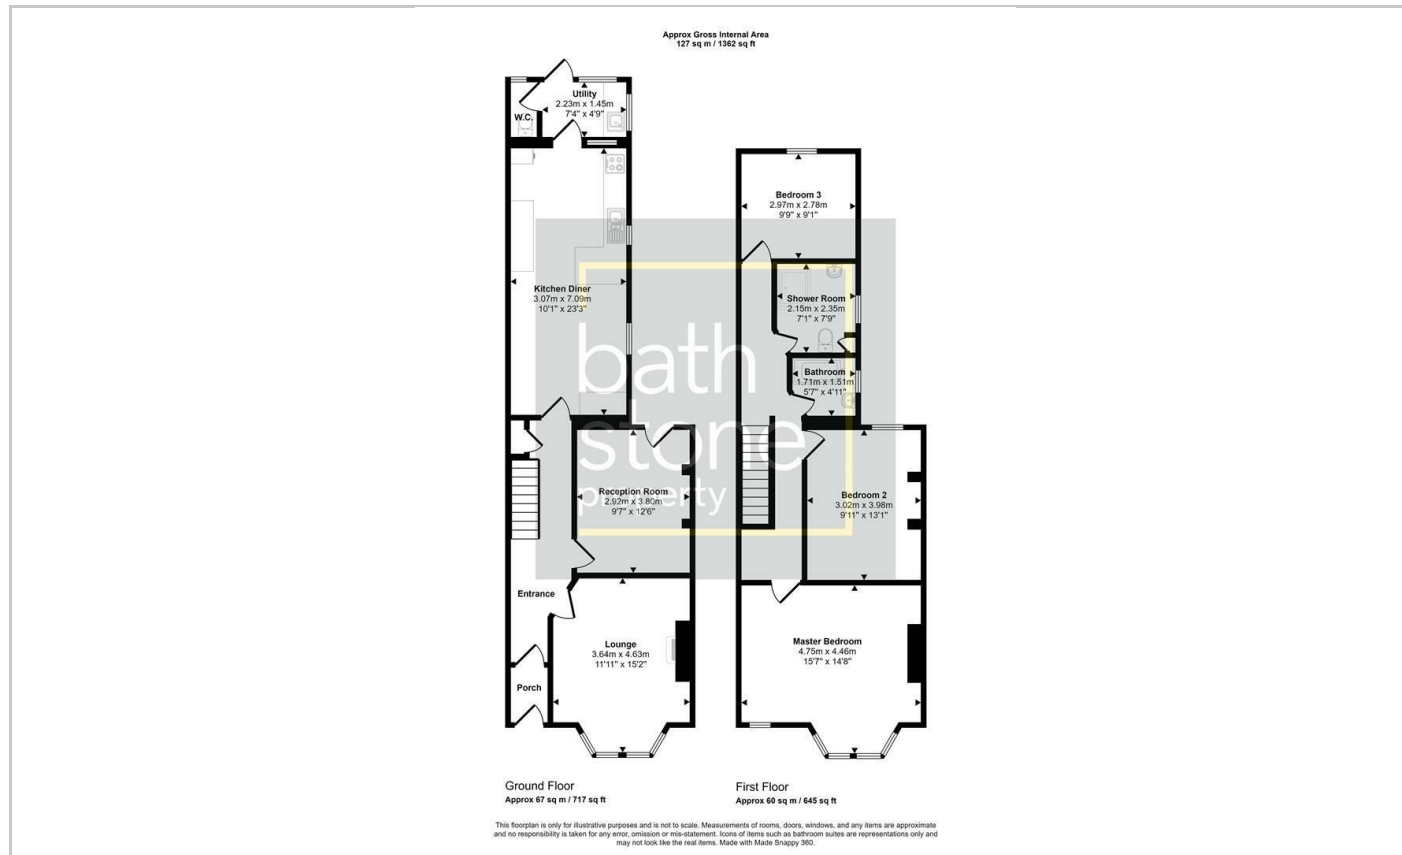 Approx Gross Internal Area
127 sq m / 1362 sq ft
Utility
2.23m x 1.45m
7'4" x 4'9"
W.C.
Kitchen Diner
3.07m x 7.09m
10'1" x 23'3"
Reception Room
2.92m x 3.80m
9'7" x 12'6"
Entrance
Lounge
3.64m x 4.63m
11'11" x 15'2"
Porch
Ground Floor
Approx 67 sq m / 717 sq ft
Bedroom 3
2.97m x 2.78m
9'9" x 9'1"
Shower Room
2.15m x 2.35m
7'1" x 7'9"
Bathroom
1.71m x 1.51m
5'7" x 4'11"
Bedroom 2
3.02m x 3.98m
9'11" x 13'1"
Master Bedroom
4.75m x 4.46m
15'7" x 14'8"
First Floor
Approx 60 sq m / 645 sq ft
bath
stone
property
This floorplan is only for illustrative purposes and is not to scale. Measurements of rooms, doors, windows, and any items are approximate
and no responsibility is taken for any error, omission or mis-statement. Icons of items such as bathroom suites are representations only and
may not look like the real items. Made with Made Snappy 360.